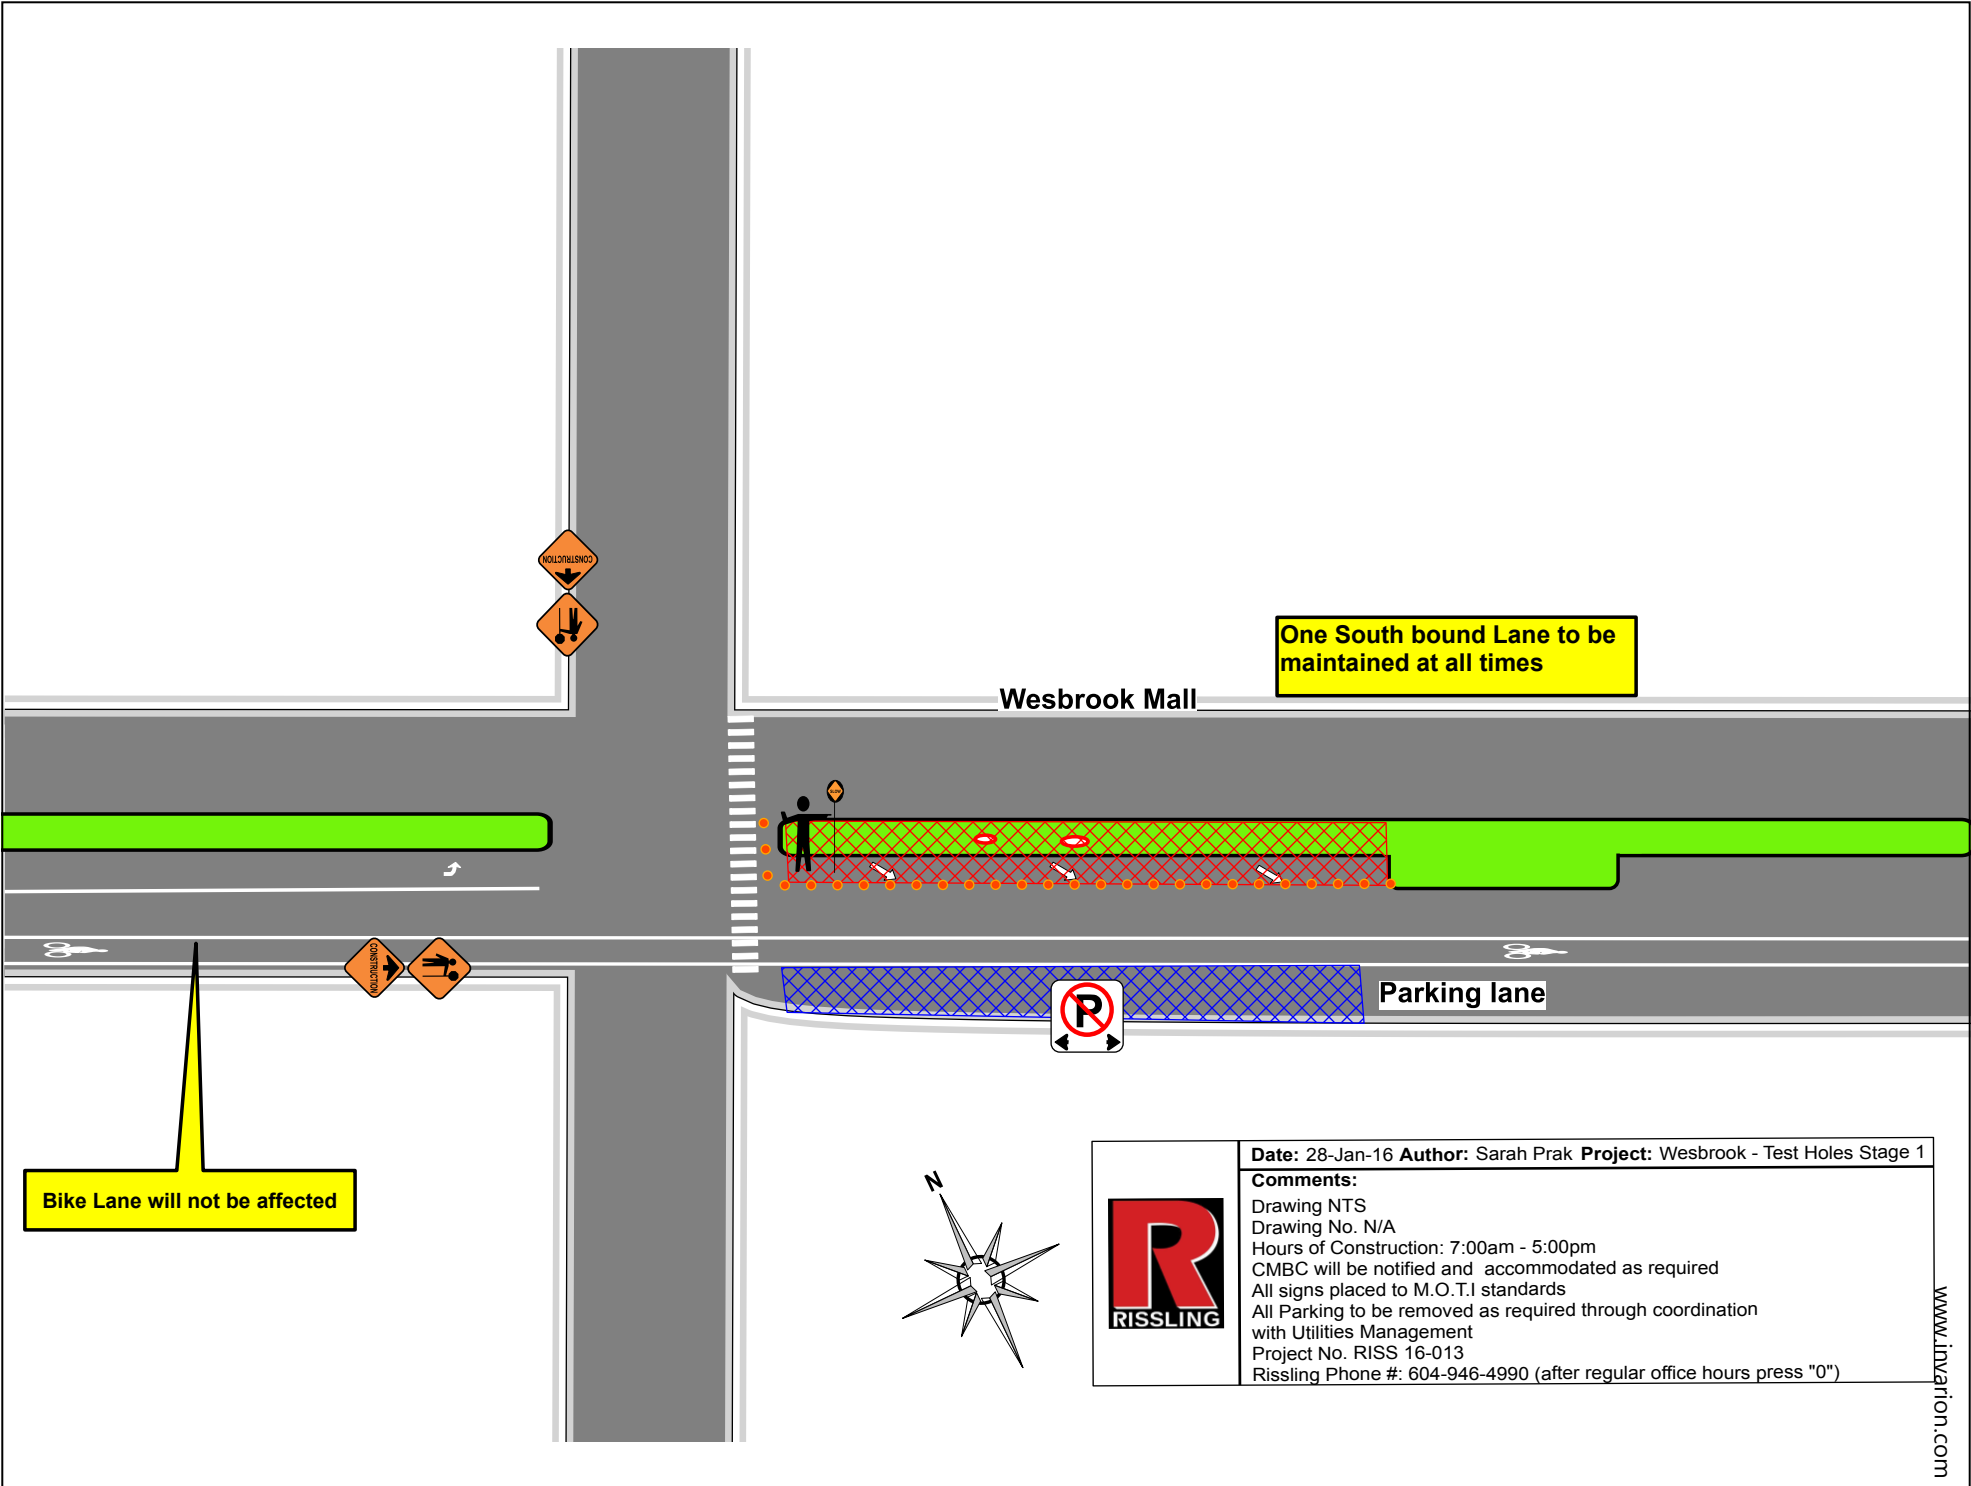 CONSTRUCTION
One South bound Lane to be
maintained at all times
Wesbrook Mall
SLOW
CONSTRUCTION
P
Parking lane
Bike Lane will not be affected
N
RISSLING
Date: 28-Jan-16 Author: Sarah Prak Project: Wesbrook - Test Holes Stage 1
Comments:
Drawing NTS
Drawing No. N/A
Hours of Construction: 7:00am - 5:00pm
CMBC will be notified and accommodated as required
All signs placed to M.O.T.I standards
All Parking to be removed as required through coordination
with Utilities Management
Project No. RISS 16-013
Rissling Phone #: 604-946-4990 (after regular office hours press "0")
www.invarion.com